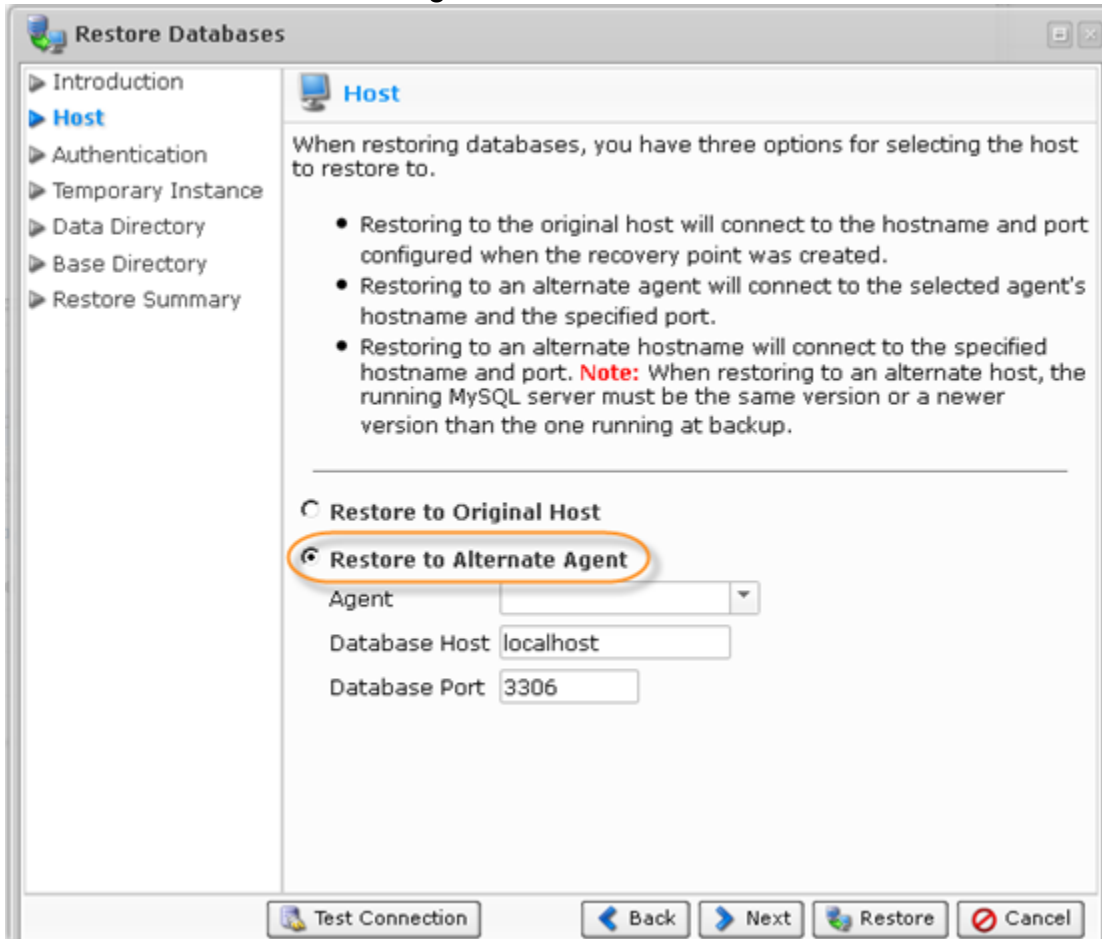 Restore Databases
Introduction
Host
Authentication
Temporary Instance
Data Directory
Base Directory
Restore Summary
Host
When restoring databases, you have three options for selecting the host
to restore to.
• Restoring to the original host will connect to the hostname and port
configured when the recovery point was created.
• Restoring to an alternate agent will connect to the selected agent's
hostname and the specified port.
• Restoring to an alternate hostname will connect to the specified
hostname and port. Note: When restoring to an alternate host, the
running MySQL server must be the same version or a newer
version than the one running at backup.
Restore to Original Host
Restore to Alternate Agent
Agent
Database Host localhost
Database Port 3306
Test Connection Back Next Restore Cancel